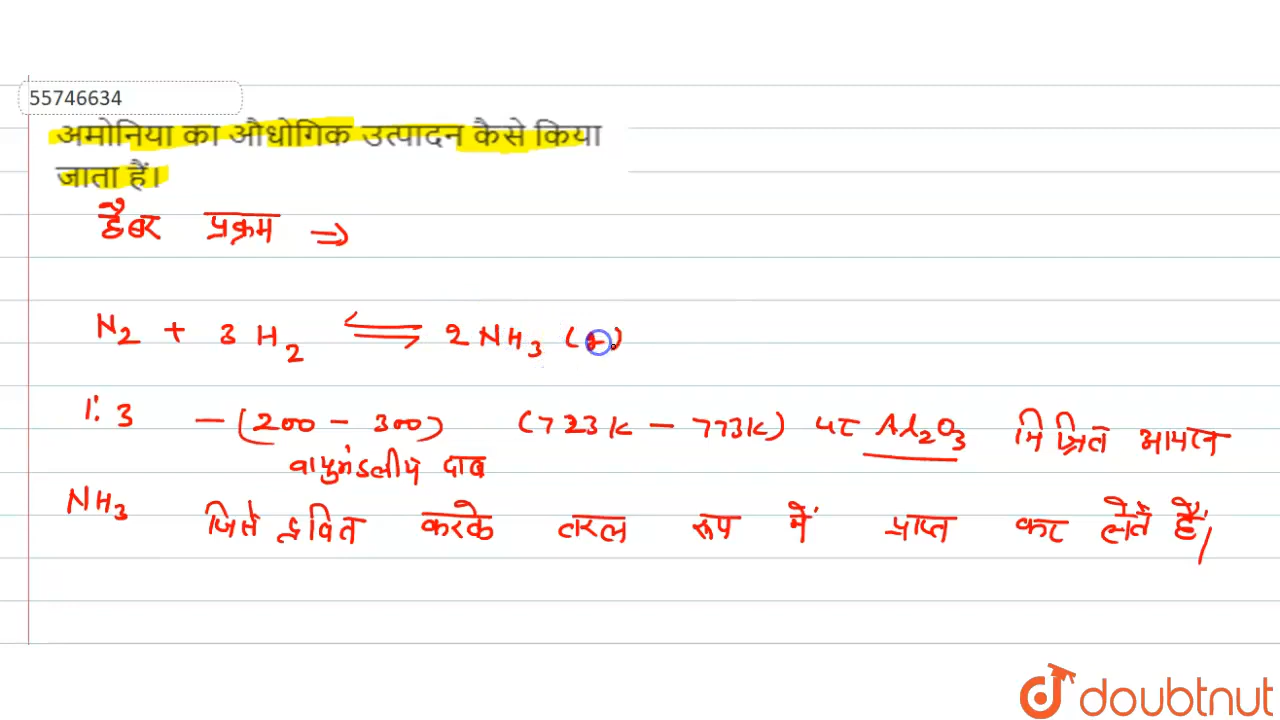 55746634
अमोनिया का औधोगिक उत्पादन कैसे किया
जाता हैं।
हैबर प्रक्रम ⇒
N2 + 3 H2 ⇌ 2 NH3
1:3 – (200 – 300) (723k – 773k) पर Al2O3 मिश्रित आयरन
वायुमंडलीय दाब
NH3 जिसे द्रवित करके तरल रूप में प्राप्त कर लेते हैं।
doubtnut